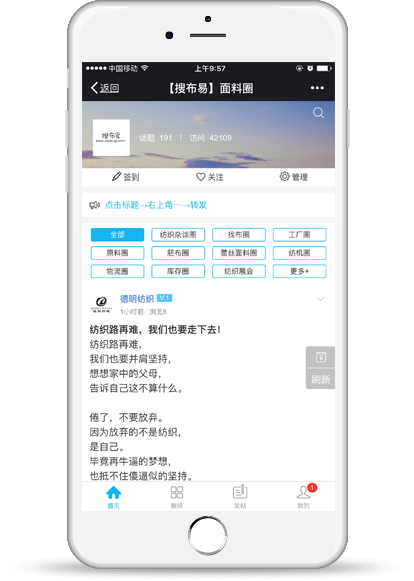 中国移动
上午9:57
返回
【搜布易】面料圈
搜布易
话题 191 | 访问 42109
签到
关注
管理
点击标题→右上角…→转发
全部
纺织杂谈圈
找布圈
工厂圈
原料圈
胚布圈
蕾丝面料圈
纺机圈
物流圈
库存圈
纺织展会
更多+
德明纺织 V.1
1小时前 浏览8
纺织路再难，我们也要走下去！
纺织路再难，
我们也要并肩坚持，
想想家中的父母，
告诉自己这不算什么。
倦了，不要放弃。
因为放弃的不是纺织，
是自己。
毕竟再牛逼的梦想，
也抵不住傻逼似的坚持。
刷新
首页
版块
发帖
我的
1